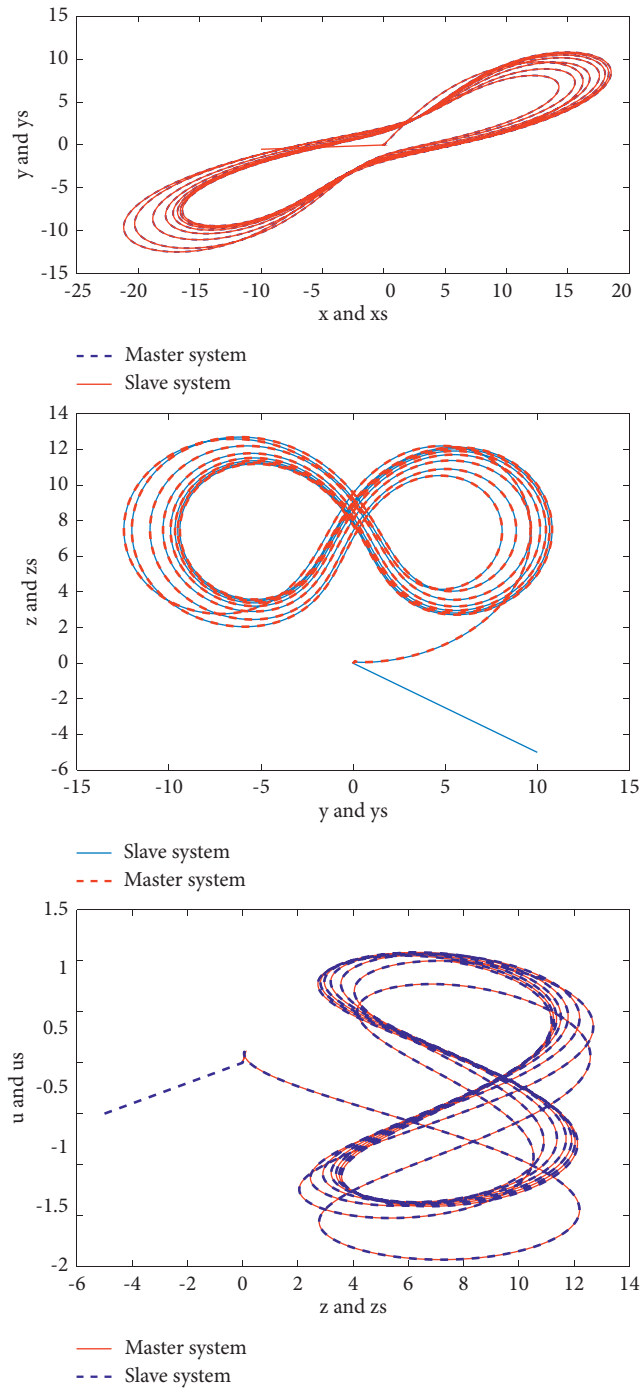 15
10
5
0
-5
-10
15
y and ys
-25 -20 -15 -10 -5 0 5 10 15 20
x and xs
Master system
Slave system
14
12
10
8
6
4
2
0
-2
-4
-6
z and zs
-15 -10 -5 0 5 10 15
y and ys
Slave system
Master system
1.5
1
0.5
-0.5
-1
-1.5
-2
u and us
-6 -4 -2 0 2 4 6 8 10 12 14
z and zs
Master system
Slave system